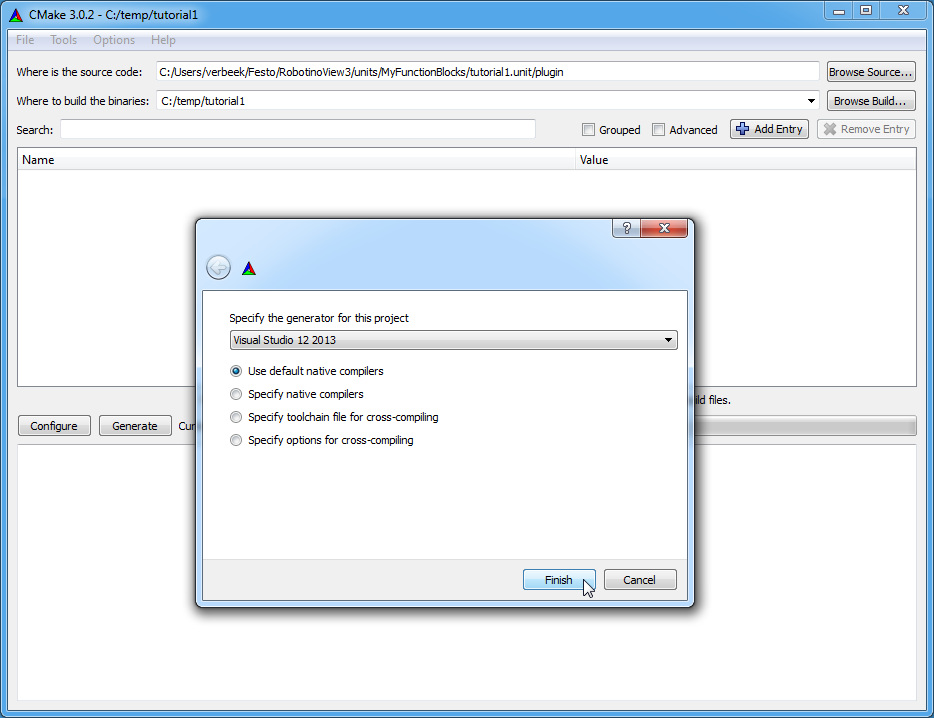 CMake 3.0.2 - C:/temp/tutorial1
File Tools Options Help
Where is the source code: C:/Users/verbeek/Festo/RobotinoView3/units/MyFunctionBlocks/tutorial1.unit/plugin Browse Source...
Where to build the binaries: C:/temp/tutorial1 Browse Build...
Search: Grouped Advanced Add Entry Remove Entry
Name Value
?
Specify the generator for this project
Visual Studio 12 2013
Use default native compilers
Specify native compilers
Specify toolchain file for cross-compiling
Specify options for cross-compiling
Finish Cancel
files.
Configure Generate